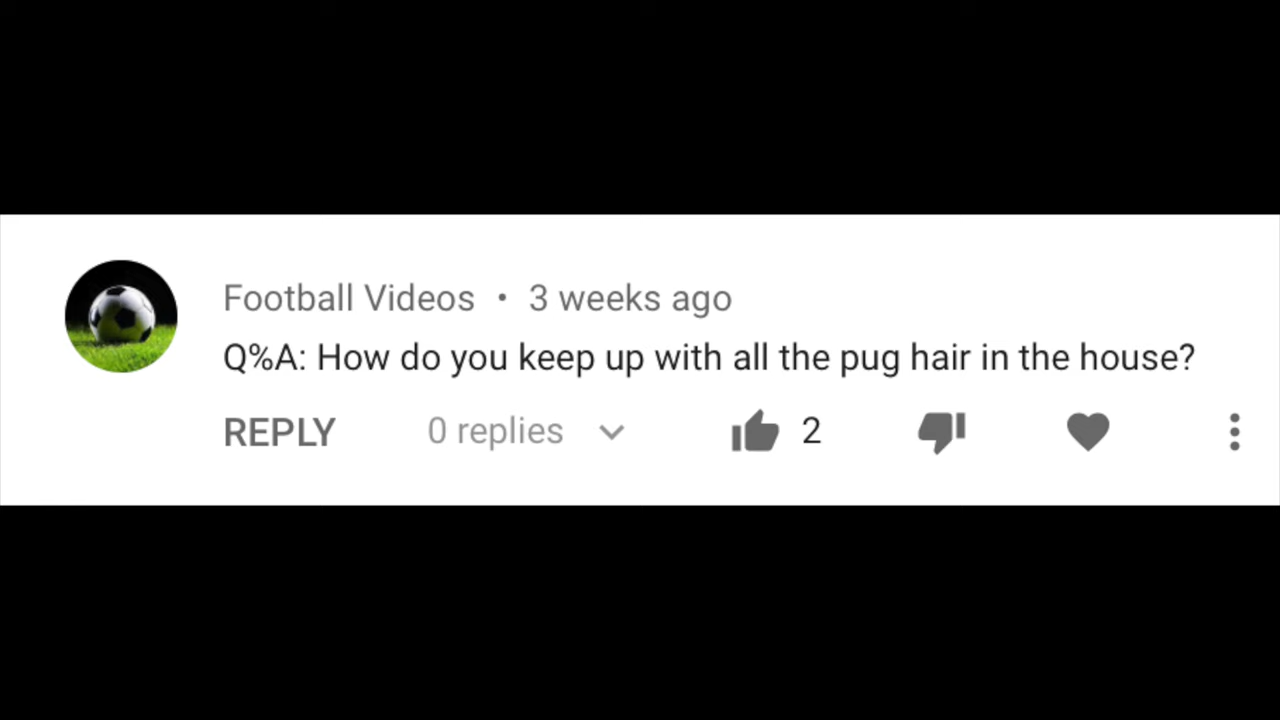 Football Videos • 3 weeks ago
Q%A: How do you keep up with all the pug hair in the house?
REPLY 0 replies 2